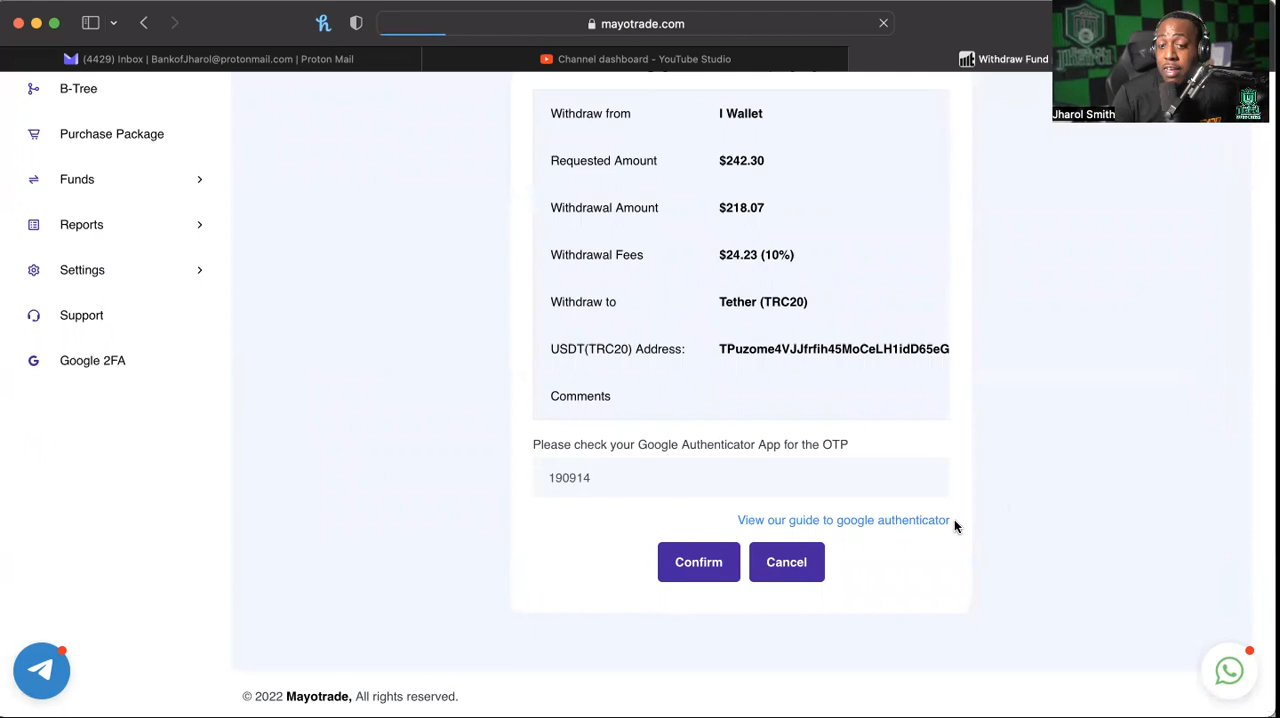 mayotrade.com
(4429) Inbox | BankofJharol@protonmail.com | Proton Mail
Channel dashboard - YouTube Studio
Withdraw Fund
Jharol Smith
B-Tree
Purchase Package
Funds
Reports
Settings
Support
Google 2FA
Withdraw from I Wallet
Requested Amount $242.30
Withdrawal Amount $218.07
Withdrawal Fees $24.23 (10%)
Withdraw to Tether (TRC20)
USDT(TRC20) Address: TPuzome4VJJfrfih45MoCeLH1idD65eG
Comments
Please check your Google Authenticator App for the OTP
190914
View our guide to google authenticator
Confirm Cancel
© 2022 Mayotrade, All rights reserved.